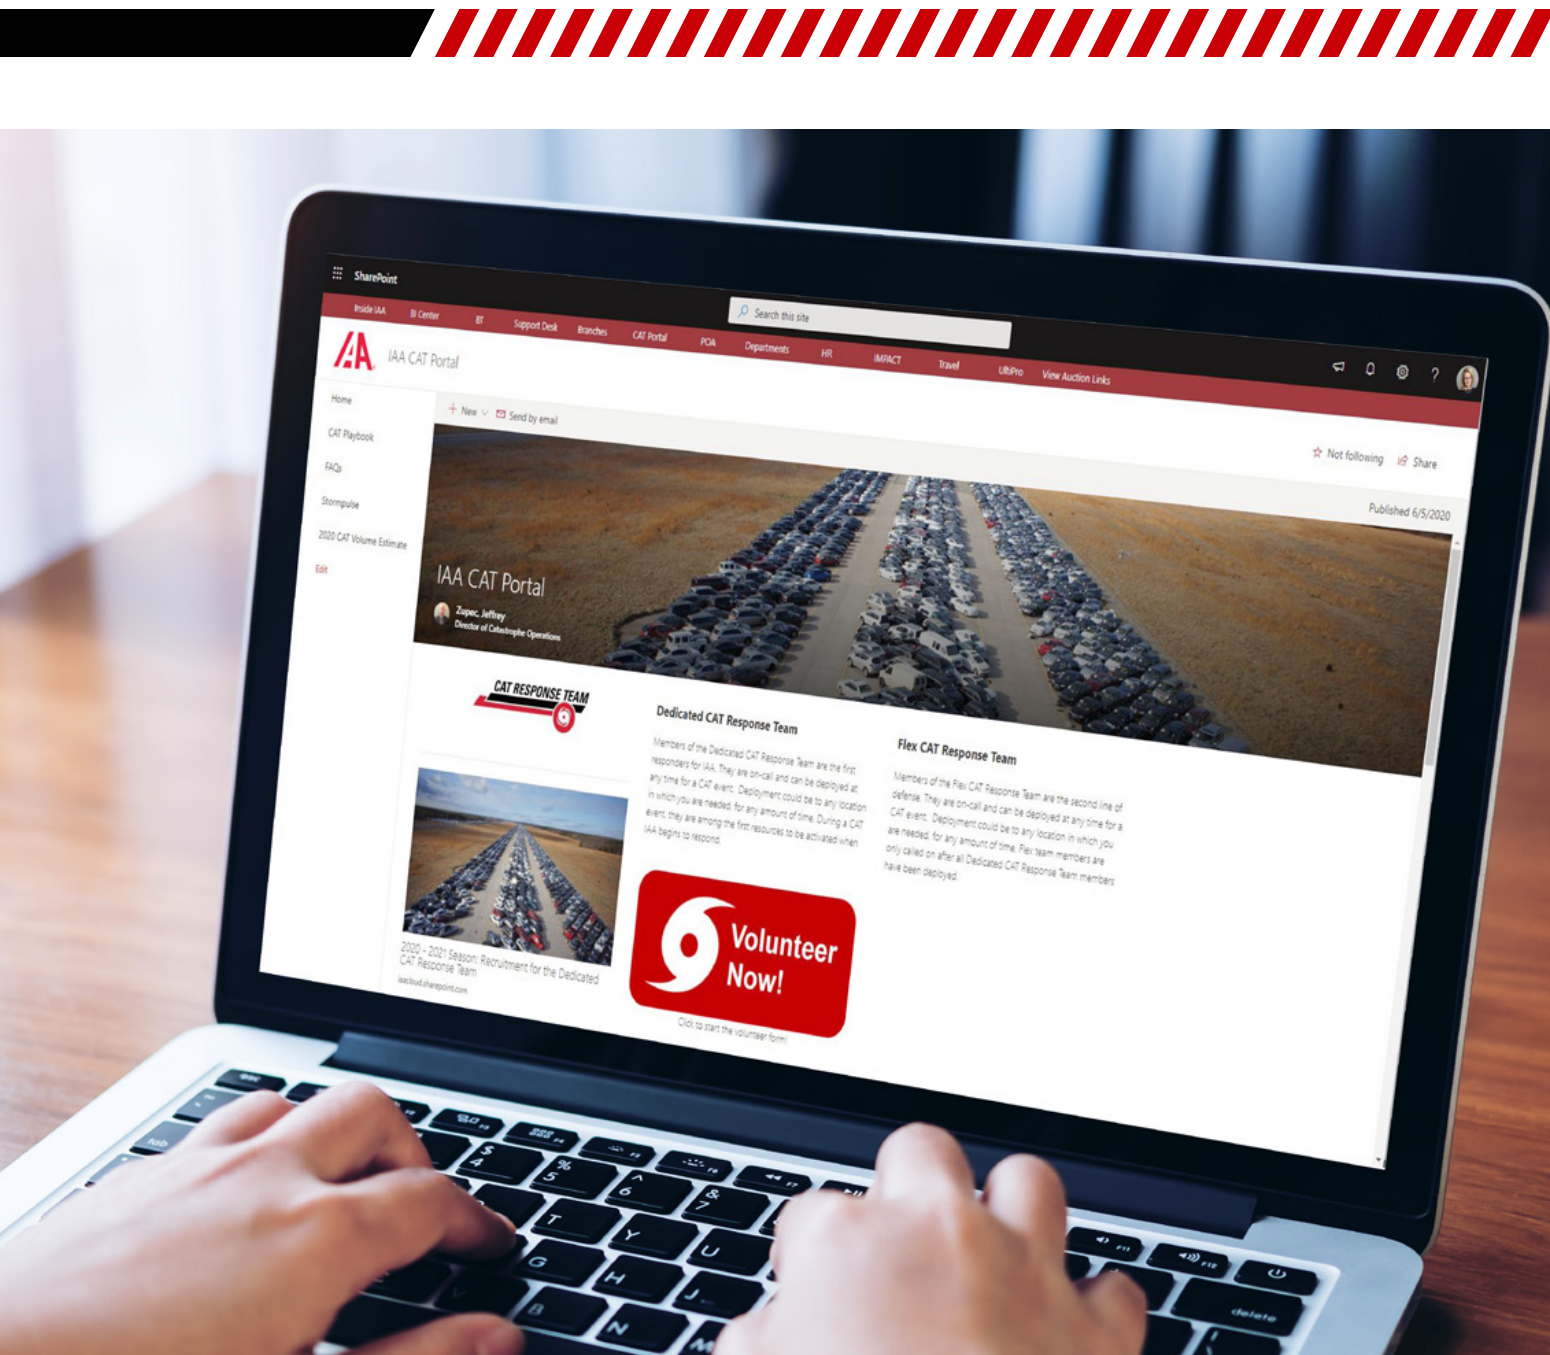 SharePoint
Search this site
Inside IAA BI Center BT Support Desk Branches CAT Portal POA Departments HR IMPACT Travel UltiPro View Auction Links
IAA
IAA CAT Portal
Home
CAT Playbook
FAQs
Stormpulse
2020 CAT Volume Estimate
Edit
New Send by email
Not following Share
Published 6/5/2020
IAA CAT Portal
Zupec, Jeffrey
Director of Catastrophe Operations
CAT RESPONSE TEAM
2020 - 2021 Season: Recruitment for the Dedicated
CAT Response Team
iaacloud.sharepoint.com
Dedicated CAT Response Team
Members of the Dedicated CAT Response Team are the first
responders for IAA. They are on-call and can be deployed at
any time for a CAT event. Deployment could be to any location
in which you are needed, for any amount of time. During a CAT
event, they are among the first resources to be activated when
IAA begins to respond.
Volunteer
Now!
Click to start the volunteer form!
Flex CAT Response Team
Members of the Flex CAT Response Team are the second line of
defense. They are on-call and can be deployed at any time for a
CAT event. Deployment could be to any location in which you
are needed, for any amount of time. Flex team members are
only called on after all Dedicated CAT Response Team members
have been deployed.
esc
tab
$ 4 % 5 ^ 6 & 7
T Y U
G H J
B N M
F11 F12
delete